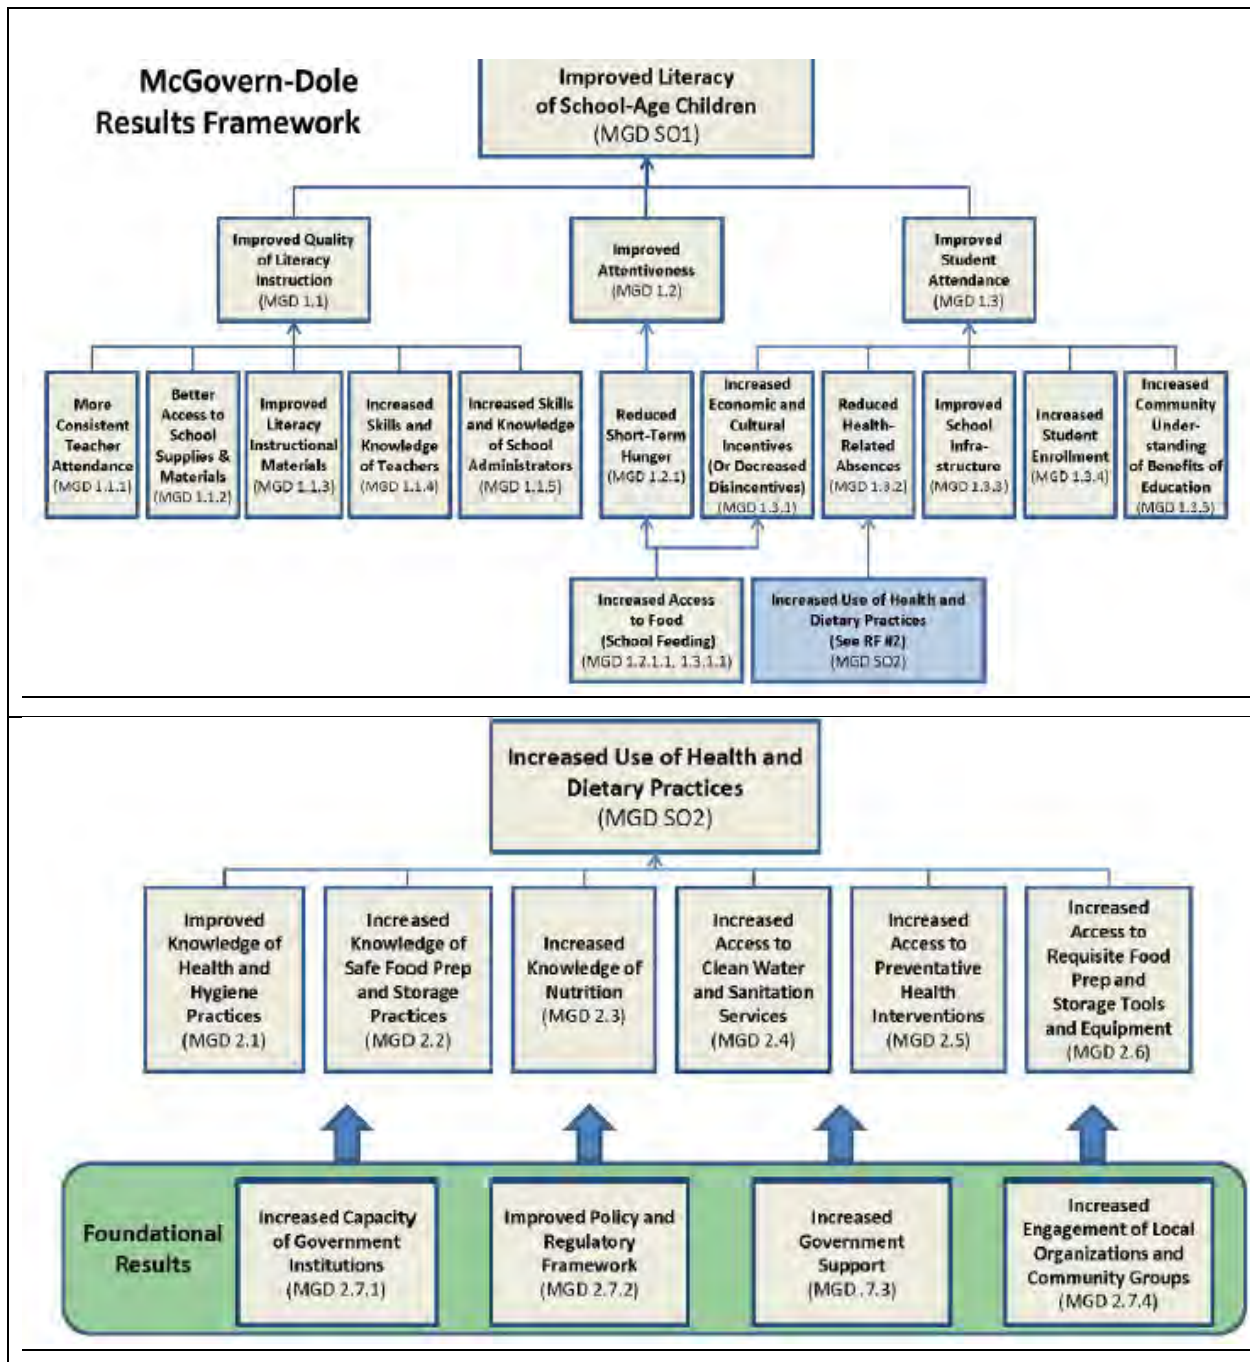 McGovern-Dole
Results Framework
Improved Literacy
of School-Age Children
(MGD SO1)
Improved Quality
of Literacy
Instruction
(MGD 1.1)
Improved
Attentiveness
(MGD 1.2)
Improved
Student
Attendance
(MGD 1.3)
More
Consistent
Teacher
Attendance
(MGD 1.1.1)
Better
Access to
School
Supplies &
Materials
(MGD 1.1.2)
Improved
Literacy
Instructional
Materials
(MGD 1.1.3)
Increased
Skills and
Knowledge
of Teachers
(MGD 1.1.4)
Increased Skills
and Knowledge
of School
Administrators
(MGD 1.1.5)
Reduced
Short-Term
Hunger
(MGD 1.2.1)
Increased
Economic and
Cultural
Incentives
(Or Decreased
Disincentives)
(MGD 1.3.1)
Reduced
Health-
Related
Absences
(MGD 1.3.2)
Improved
School
Infra-
structure
(MGD 1.3.3)
Increased
Student
Enrollment
(MGD 1.3.4)
Increased
Community
Under-
standing
of Benefits of
Education
(MGD 1.3.5)
Increased Access
to Food
(School Feeding)
(MGD 1.2.1.1, 1.3.1.1)
Increased Use of Health and
Dietary Practices
(See RF #2)
(MGD SO2)
Increased Use of Health and
Dietary Practices
(MGD SO2)
Improved
Knowledge of
Health and
Hygiene
Practices
(MGD 2.1)
Increased
Knowledge of
Safe Food Prep
and Storage
Practices
(MGD 2.2)
Increased
Knowledge of
Nutrition
(MGD 2.3)
Increased
Access to
Clean Water
and Sanitation
Services
(MGD 2.4)
Increased
Access to
Preventative
Health
Interventions
(MGD 2.5)
Increased
Access to
Requisite Food
Prep and
Storage Tools
and Equipment
(MGD 2.6)
Foundational
Results
Increased Capacity
of Government
Institutions
(MGD 2.7.1)
Improved Policy and
Regulatory
Framework
(MGD 2.7.2)
Increased
Government
Support
(MGD .7.3)
Increased
Engagement of Local
Organizations and
Community Groups
(MGD 2.7.4)